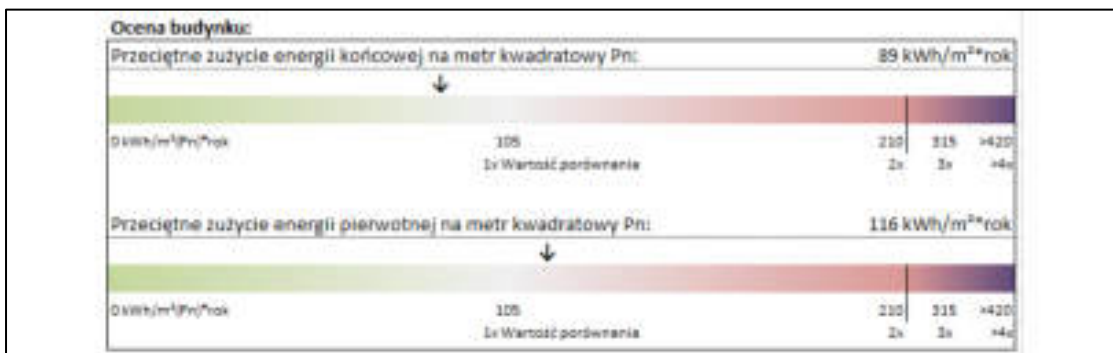 Ocena budynku:
Przeciętne zużycie energii końcowej na metr kwadratowy Pn: 89 kWh/m²*rok
0 kWh/m²(Pn)*rok 105 210 315 >420
1x Wartość porównania 2x 3x >4x
Przeciętne zużycie energii pierwotnej na metr kwadratowy Pn: 116 kWh/m²*rok
0 kWh/m²(Pn)*rok 105 210 315 >420
1x Wartość porównania 2x 3x >4x